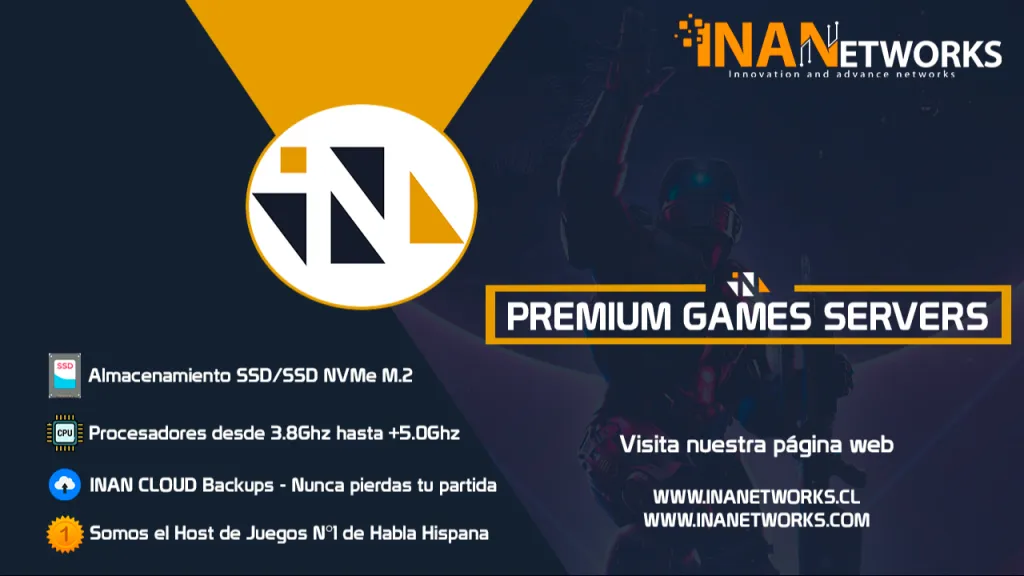 INANETWORKS
Innovation and advance networks
iNA
iNA
PREMIUM GAMES SERVERS
SSD
Almacenamiento SSD/SSD NVMe M.2
CPU
Procesadores desde 3.8Ghz hasta +5.0Ghz
INAN CLOUD Backups - Nunca pierdas tu partida
1
Somos el Host de Juegos N°1 de Habla Hispana
Visita nuestra página web
WWW.INANETWORKS.CL
WWW.INANETWORKS.COM